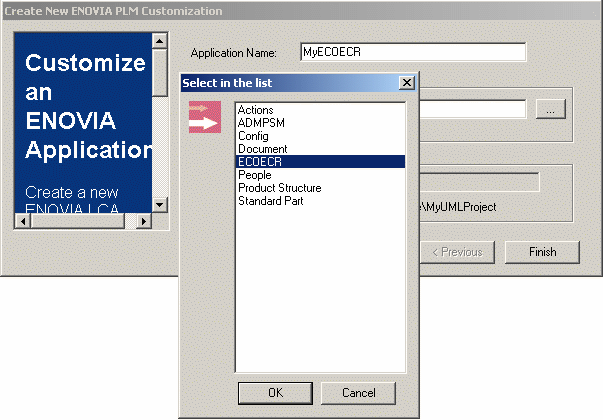 Create New ENOVIA PLM Customization
Customize
an
ENOVIA
Application
Create a new
ENOVIA LCA
Application Name:
MyECOECR
...
\MyUMLProject
< Previous
Finish
Select in the list
Actions
ADMPSM
Config
Document
ECOECR
People
Product Structure
Standard Part
OK
Cancel